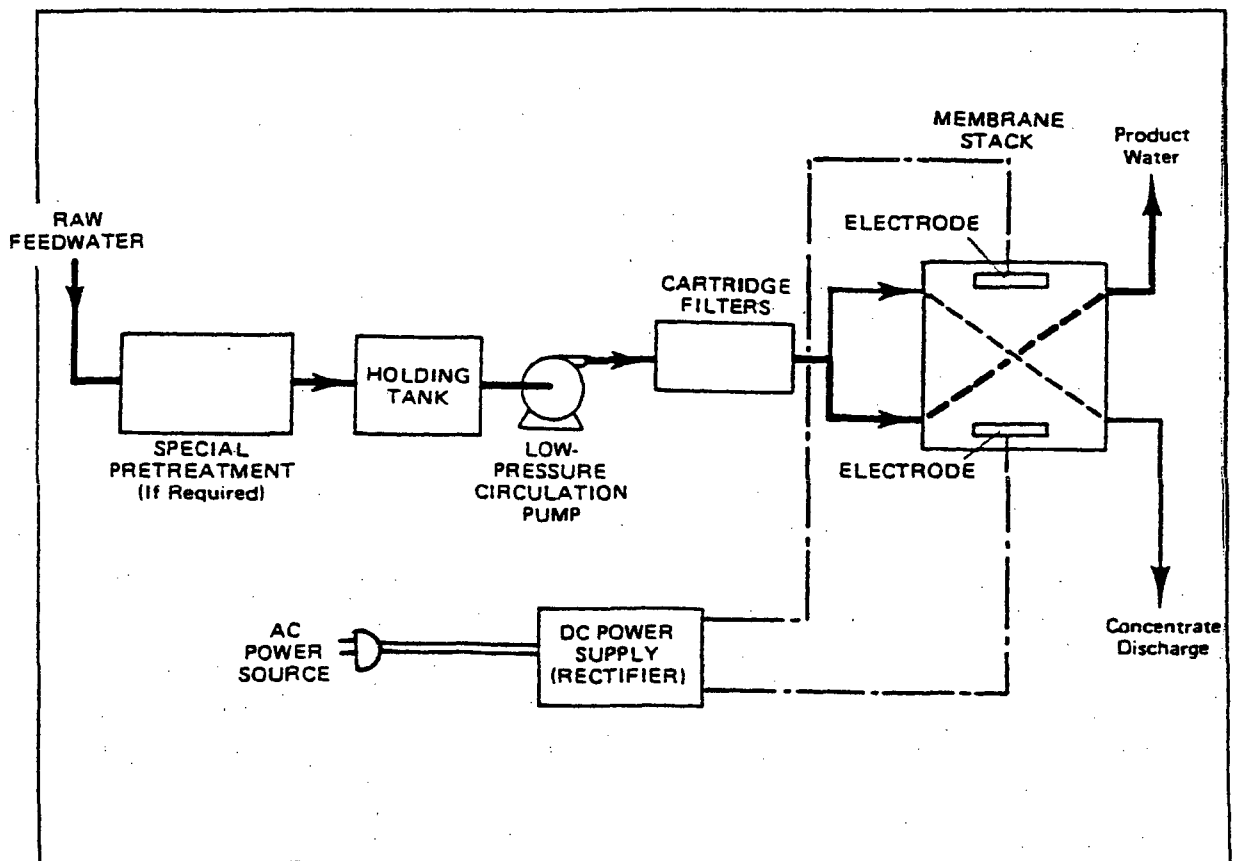 MEMBRANE
STACK
Product
Water
RAW
FEEDWATER
ELECTRODE
CARTRIDGE
FILTERS
HOLDING
TANK
SPECIAL
PRETREATMENT
(If Required)
LOW-
PRESSURE
CIRCULATION
PUMP
ELECTRODE
AC
POWER
SOURCE
DC POWER
SUPPLY
(RECTIFIER)
Concentrate
Discharge